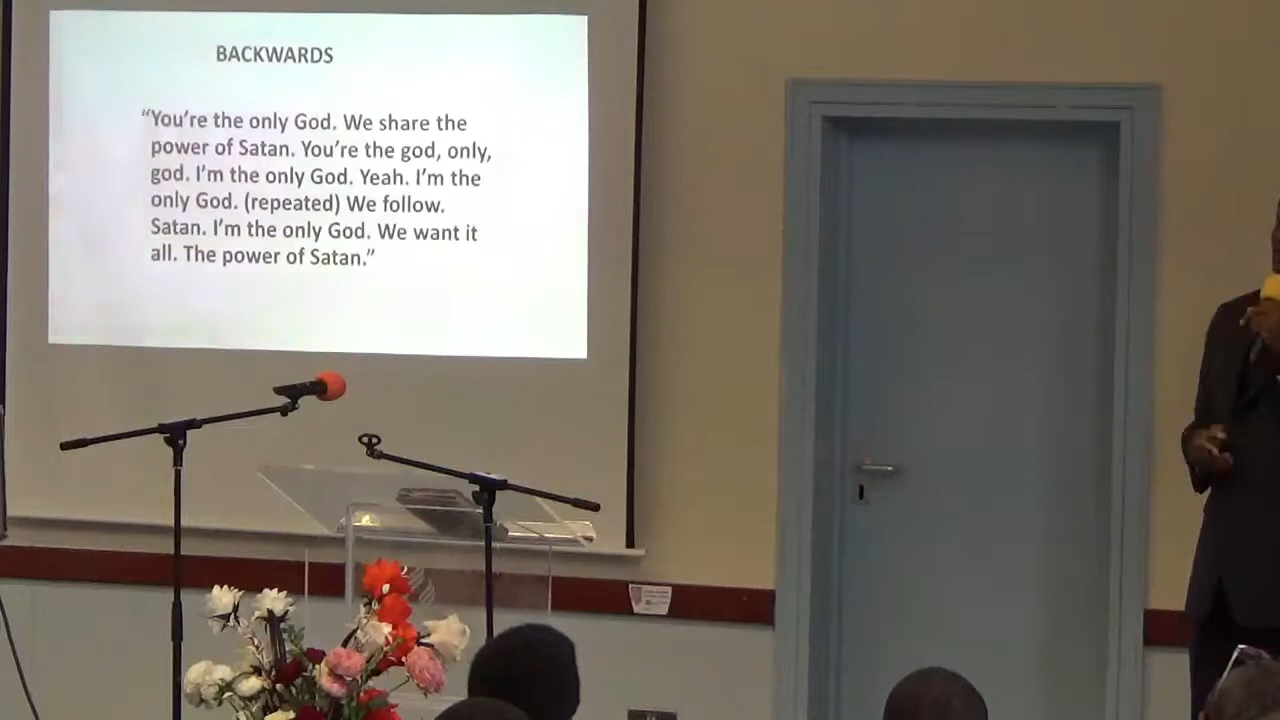 BACKWARDS
“You’re the only God. We share the
power of Satan. You’re the god, only,
god. I’m the only God. Yeah. I’m the
only God. (repeated) We follow.
Satan. I’m the only God. We want it
all. The power of Satan.”